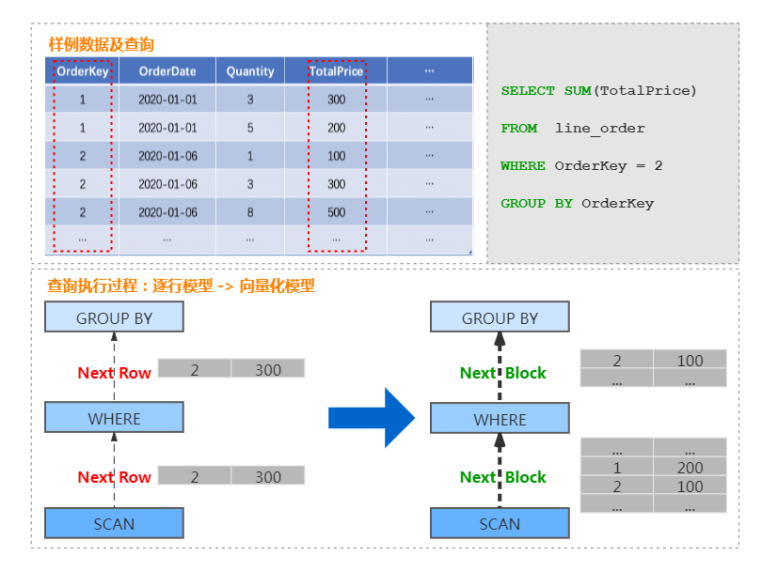 样例数据及查询
OrderKey OrderDate Quantity TotalPrice ...
1 2020-01-01 3 300 ...
1 2020-01-01 5 200 ...
2 2020-01-06 1 100 ...
2 2020-01-06 3 300 ...
2 2020-01-06 8 500 ...
... ... ... ... ...
SELECT SUM(TotalPrice)
FROM line_order
WHERE OrderKey = 2
GROUP BY OrderKey
查询执行过程：逐行模型 -> 向量化模型
GROUP BY
Next Row 2 300
WHERE
Next Row 2 300
SCAN
GROUP BY
Next Block
2 100
... ...
WHERE
Next Block
... ...
1 200
2 100
... ...
SCAN